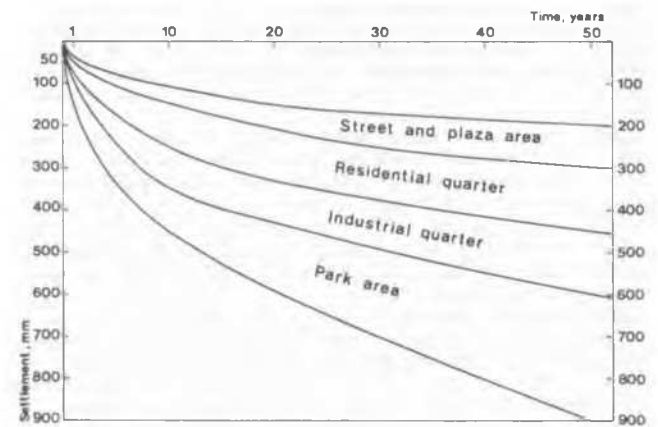 Time, years
1 10 20 30 40 50
50
100 100
200 200
300 300
400 400
500 500
600 600
700 700
800 800
900 900
Street and plaza area
Residential quarter
Industrial quarter
Park area
Settlement, mm